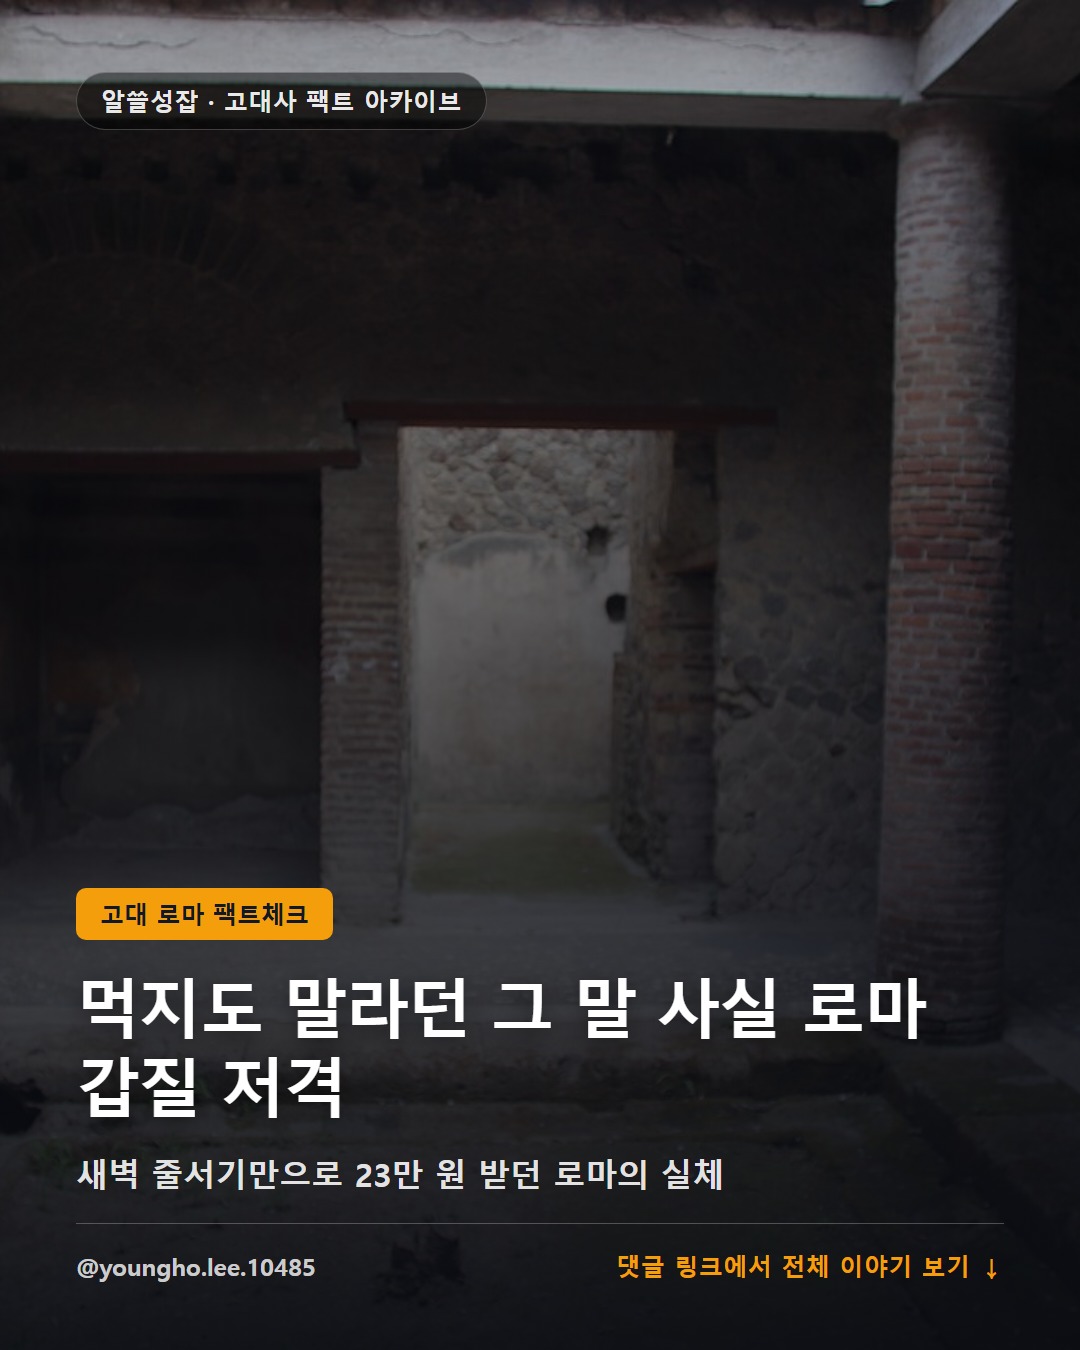 알쓸성잡 · 고대사 팩트 아카이브
고대 로마 팩트체크
먹지도 말라던 그 말 사실 로마
갑질 저격
새벽 줄서기만으로 23만 원 받던 로마의 실체
@youngho.lee.10485
댓글 링크에서 전체 이야기 보기 ↓